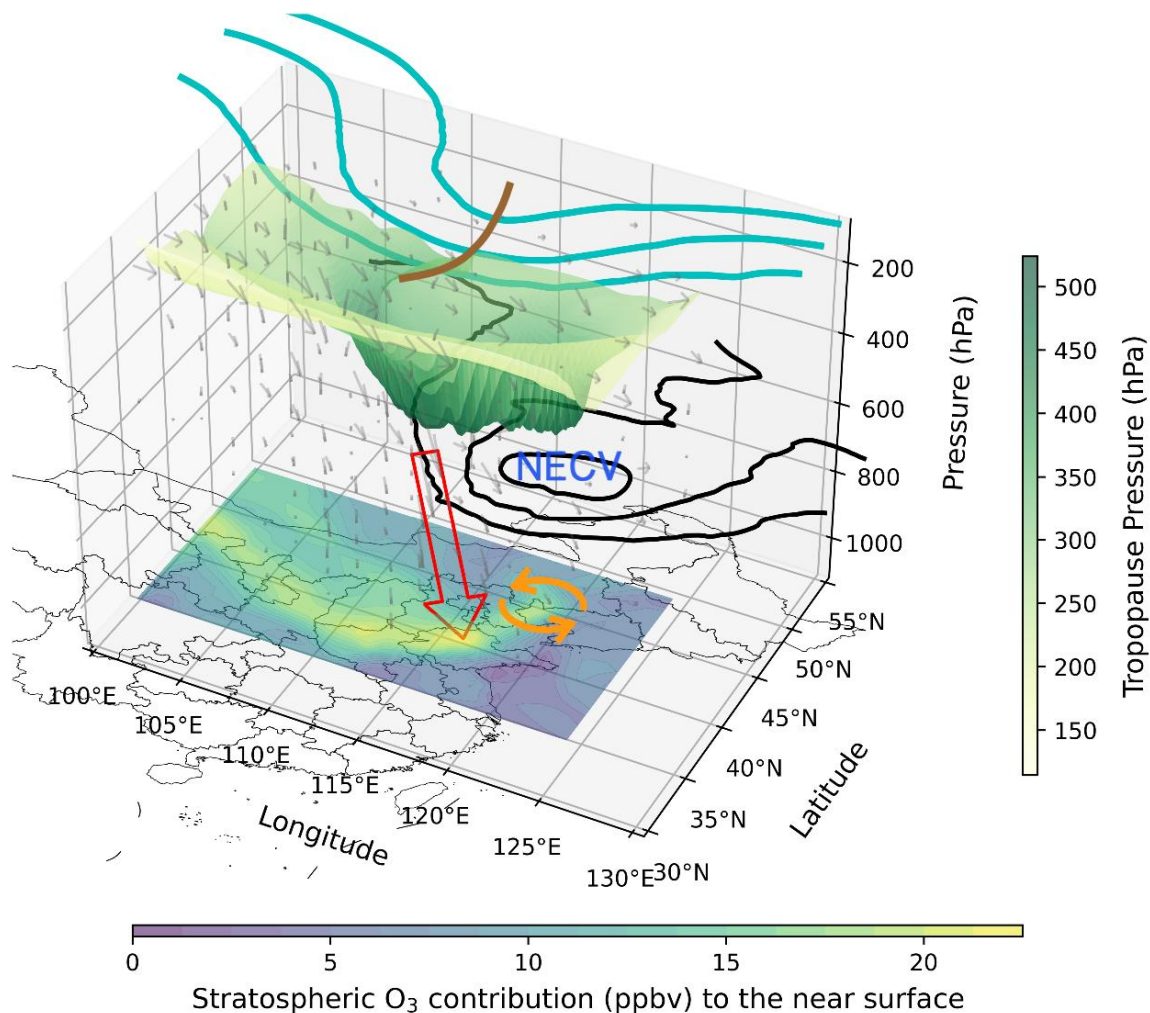 200
400
600
800
1000
Pressure (hPa)
500
450
400
350
300
250
200
150
Tropopause Pressure (hPa)
NECV
55°N
50°N
45°N
40°N
35°N
30°N
Latitude
100°E
105°E
110°E
115°E
120°E
125°E
130°E
Longitude
0 5 10 15 20
Stratospheric O₃ contribution (ppbv) to the near surface